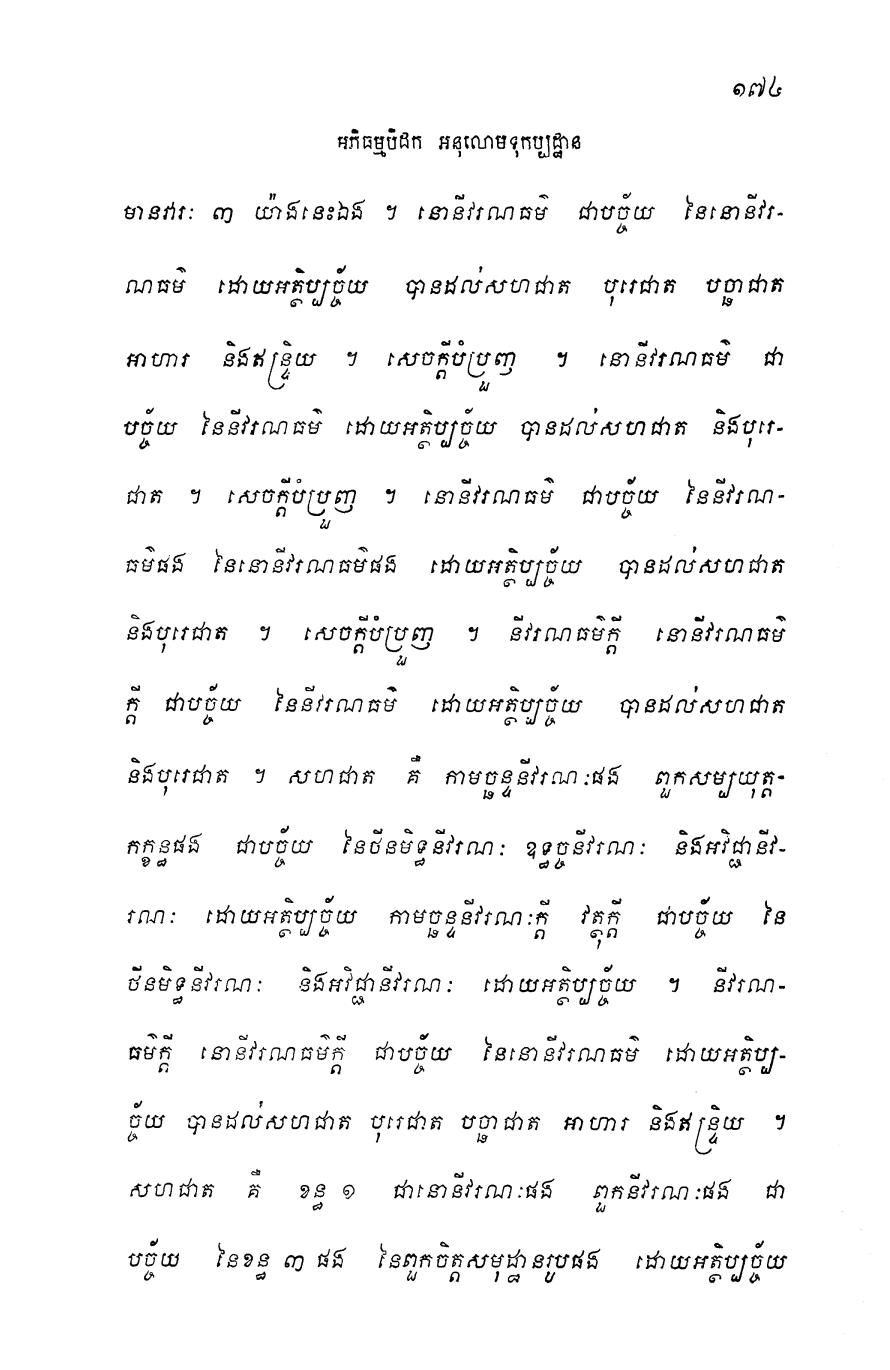 ១៧៤
អភិធម្មបិដក អនុលោមទុកប្បដ្ឋាន
មានវារៈ ៣ យ៉ាងនេះឯង ។ នោនីវរណធម៌ ជាបច្ច័យ នៃនោនីវរ-
ណធម៌ ដោយអត្ថិប្បច្ច័យ បានដល់សហជាត បុរេជាត បច្ឆាជាត
អាហារ និងឥន្ទ្រិយ ។ សេចក្តីបំប្រួញ ។ នោនីវរណធម៌ ជា
បច្ច័យ នៃនីវរណធម៌ ដោយអត្ថិប្បច្ច័យ បានដល់សហជាត និងបុរេ-
ជាត ។ សេចក្តីបំប្រួញ ។ នោនីវរណធម៌ ជាបច្ច័យ នៃនីវរណ-
ធម៌ផង នៃនោនីវរណធម៌ផង ដោយអត្ថិប្បច្ច័យ បានដល់សហជាត
និងបុរេជាត ។ សេចក្តីបំប្រួញ ។ នីវរណធម៌ក្តី នោនីវរណធម៌
ក្តី ជាបច្ច័យ នៃនីវរណធម៌ ដោយអត្ថិប្បច្ច័យ បានដល់សហជាត
និងបុរេជាត ។ សហជាត គឺ កាមច្ឆន្ទនីវរណៈផង ពួកសម្បយុត្ត-
កក្ខន្ធផង ជាបច្ច័យ នៃថីនមិទ្ធនីវរណៈ ឧទ្ធច្ចនីវរណៈ និងអវិជ្ជានីវ-
រណៈ ដោយអត្ថិប្បច្ច័យ កាមច្ឆន្ទនីវរណៈក្តី វត្ថុក្តី ជាបច្ច័យ នៃ
ថីនមិទ្ធនីវរណៈ និងអវិជ្ជានីវរណៈ ដោយអត្ថិប្បច្ច័យ ។ នីវរណ-
ធម៌ក្តី នោនីវរណធម៌ក្តី ជាបច្ច័យ នៃនោនីវរណធម៌ ដោយអត្ថិប្ប-
ច្ច័យ បានដល់សហជាត បុរេជាត បច្ឆាជាត អាហារ និងឥន្ទ្រិយ ។
សហជាត គឺ ខន្ធ ១ ជានោនីវរណៈផង ពួកនីវរណៈផង ជា
បច្ច័យ នៃខន្ធ ៣ ផង នៃពួកចិត្តសមុដ្ឋានរូបផង ដោយអត្ថិប្បច្ច័យ